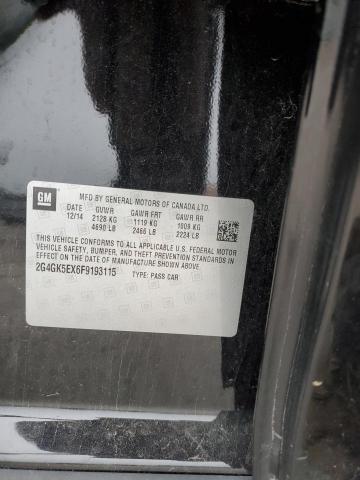 GM
MFD BY GENERAL MOTORS OF CANADA LTD.
DATE GVWR GAWR FRT GAWR RR
12/14 2128 KG 1119 KG 1009 KG
4690 LB 2466 LB 2224 LB
THIS VEHICLE CONFORMS TO ALL APPLICABLE U.S. FEDERAL MOTOR
VEHICLE SAFETY, BUMPER, AND THEFT PREVENTION STANDARDS IN
EFFECT ON THE DATE OF MANUFACTURE SHOWN ABOVE.
2G4GK5EX6F9193115
TYPE: PASS CAR